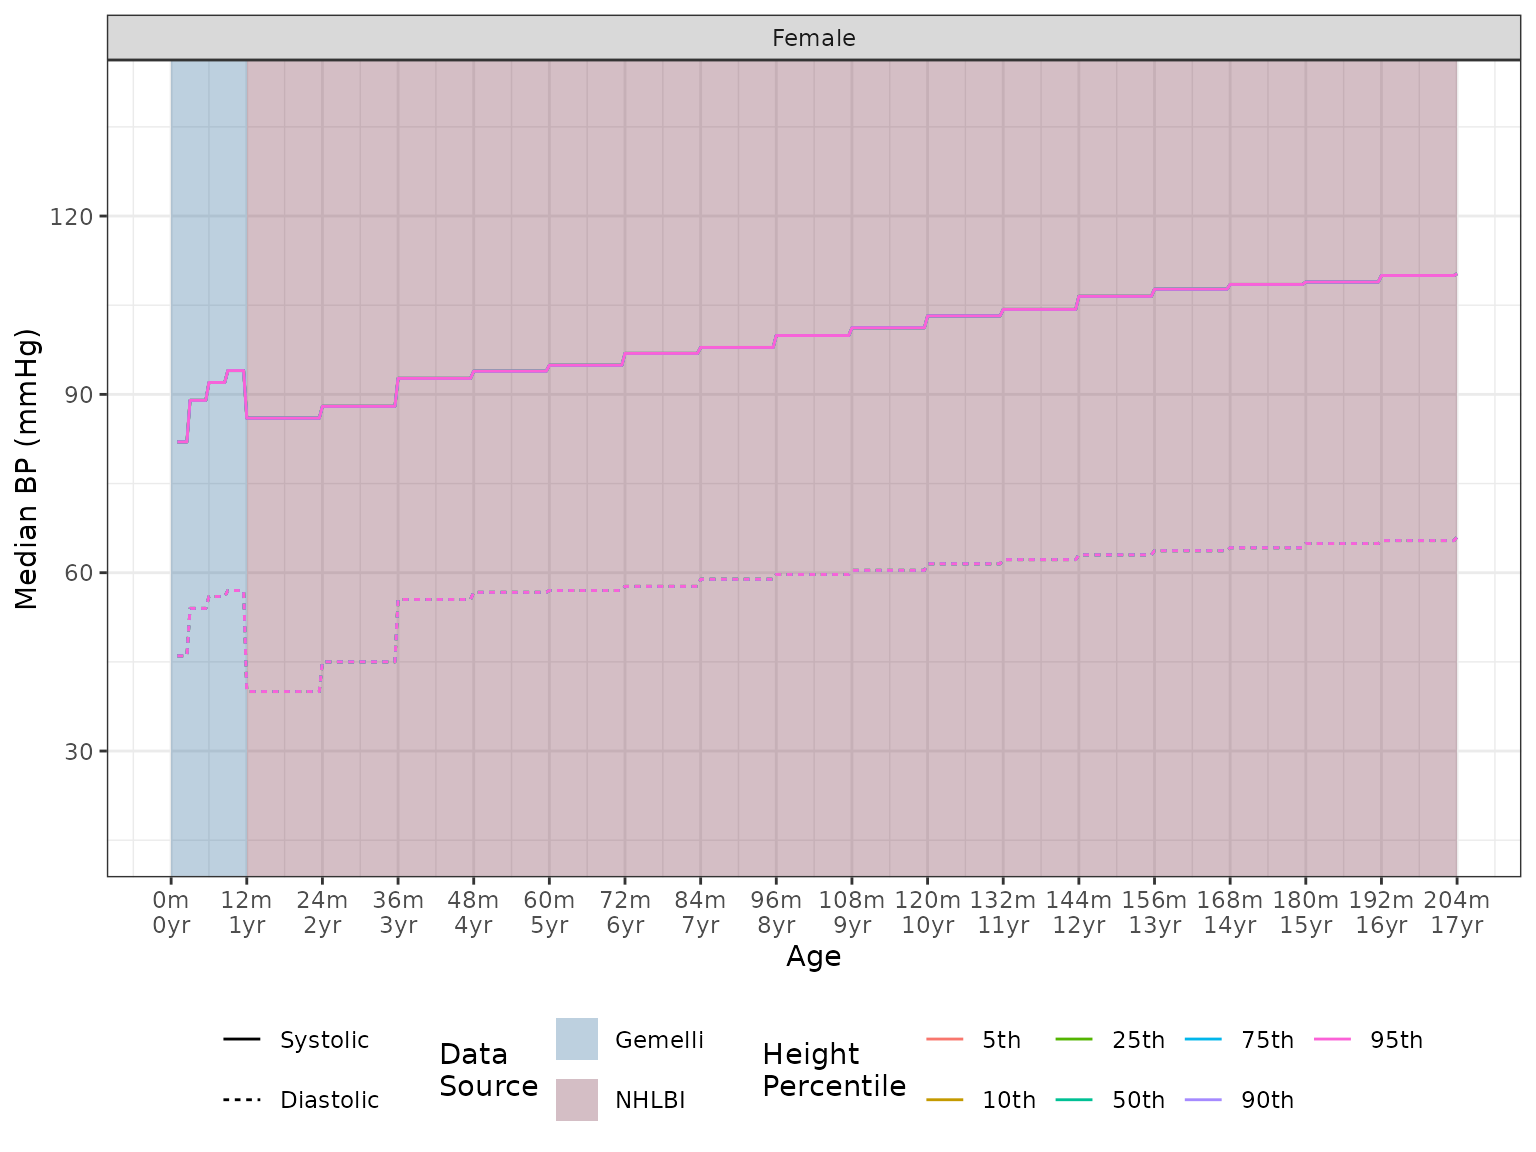 Female
Median BP (mmHg)
120
90
60
30
0m 12m 24m 36m 48m 60m 72m 84m 96m 108m 120m 132m 144m 156m 168m 180m 192m 204m
0yr 1yr 2yr 3yr 4yr 5yr 6yr 7yr 8yr 9yr 10yr 11yr 12yr 13yr 14yr 15yr 16yr 17yr
Age
Systolic
Diastolic
Data
Source
Gemelli
NHLBI
Height
Percentile
5th 25th 75th 95th
10th 50th 90th